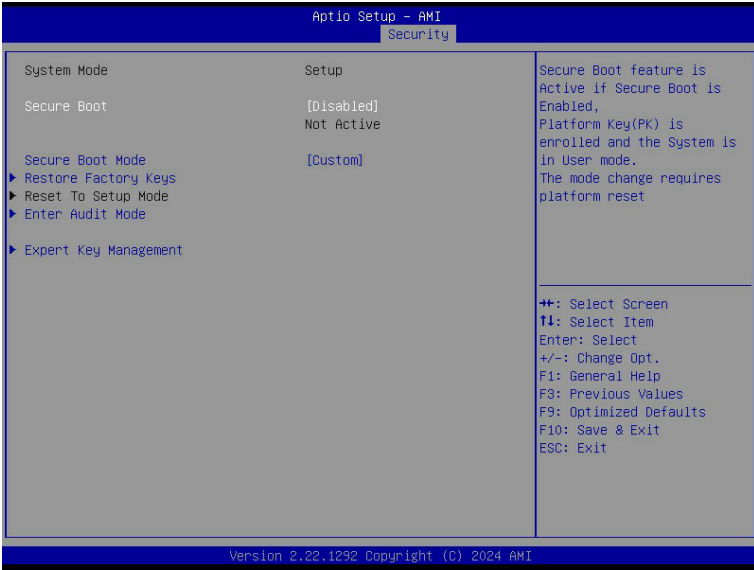 Aptio Setup – AMI
Security
System Mode Setup
Secure Boot [Disabled]
Not Active
Secure Boot Mode [Custom]
Restore Factory Keys
Reset To Setup Mode
Enter Audit Mode
Expert Key Management
Secure Boot feature is
Active if Secure Boot is
Enabled,
Platform Key(PK) is
enrolled and the System is
in User mode.
The mode change requires
platform reset
→←: Select Screen
↑↓: Select Item
Enter: Select
+/-: Change Opt.
F1: General Help
F3: Previous Values
F9: Optimized Defaults
F10: Save & Exit
ESC: Exit
Version 2.22.1292 Copyright (C) 2024 AMI